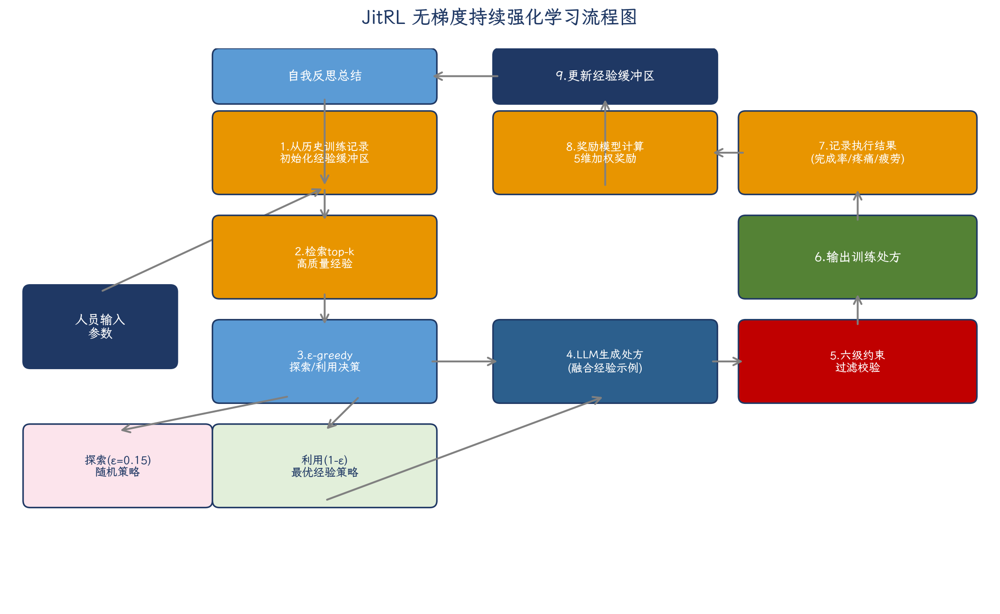 JitRL 无梯度持续强化学习流程图
自我反思总结
9.更新经验缓冲区
1.从历史训练记录
初始化经验缓冲区
8.奖励模型计算
5维加权奖励
7.记录执行结果
(完成率/疼痛/疲劳)
2.检索top-k
高质量经验
6.输出训练处方
人员输入
参数
3.ε-greedy
探索/利用决策
4.LLM生成处方
(融合经验示例)
5.六级约束
过滤校验
探索(ε=0.15)
随机策略
利用(1-ε)
最优经验策略